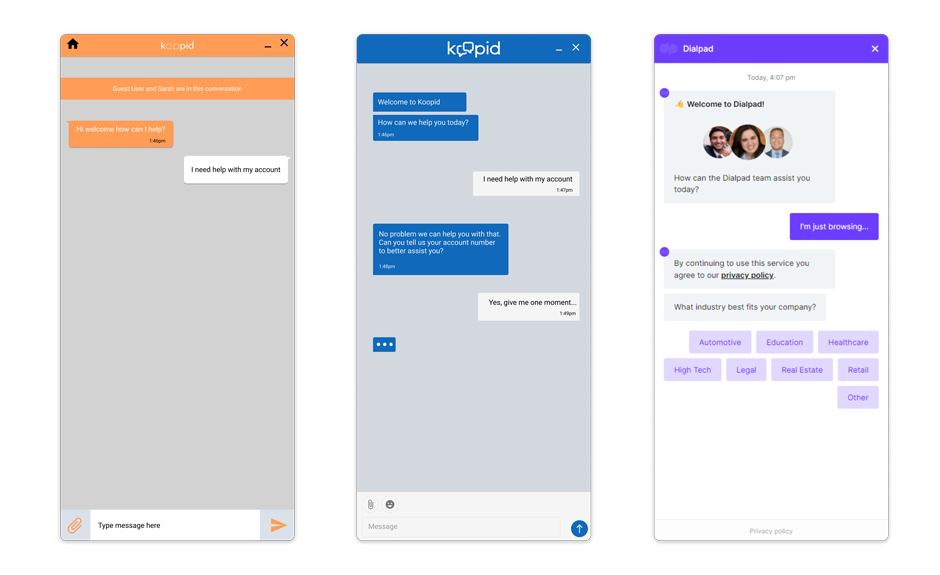 koopid
Guest User and Sarah are in this conversation
Hi welcome how can I help?
1:46pm
I need help with my account
Type message here
koopid
Welcome to Koopid
How can we help you today?
1:46pm
I need help with my account
1:47pm
No problem we can help you with that.
Can you tell us your account number
to better assist you?
1:48pm
Yes, give me one moment...
1:49pm
Message
Dialpad
Today, 4:07 pm
Welcome to Dialpad!
How can the Dialpad team assist you
today?
I'm just browsing...
By continuing to use this service you
agree to our privacy policy.
What industry best fits your company?
Automotive Education Healthcare
High Tech Legal Real Estate Retail
Other
Privacy policy